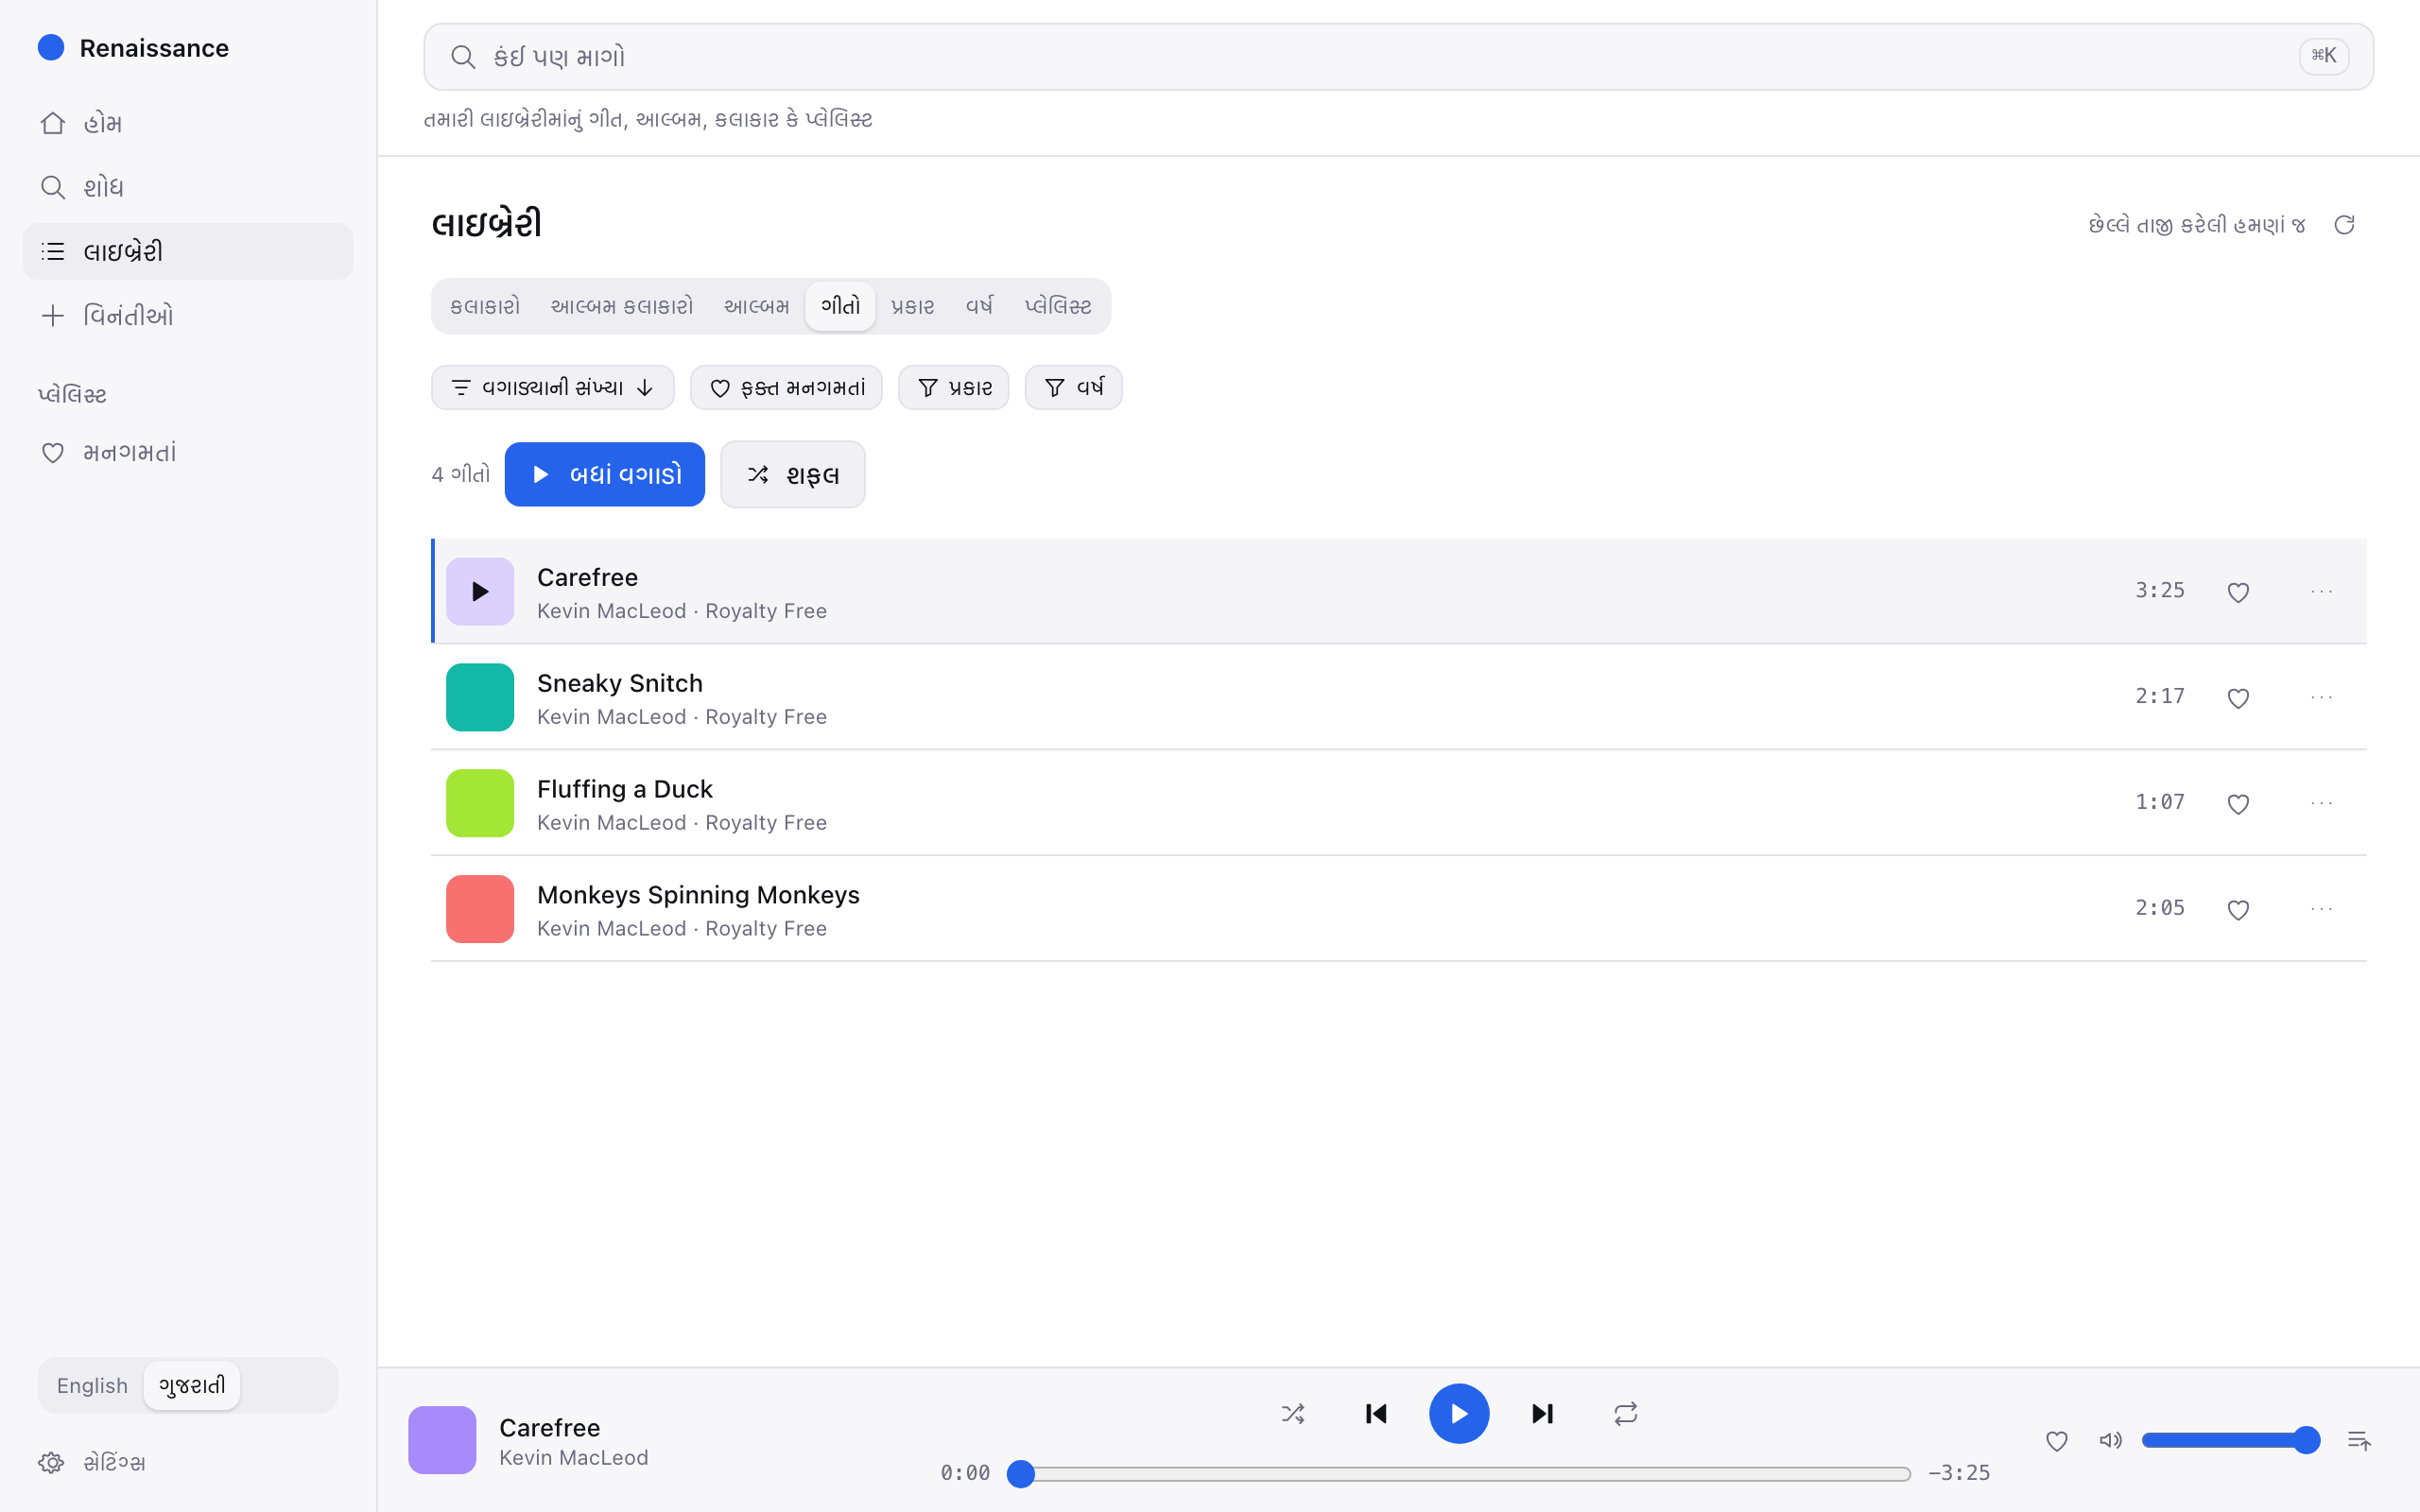 Renaissance
હોમ
શોધ
લાઇબ્રેરી
વિનંતીઓ
પ્લેલિસ્ટ
મનગમતાં
English ગુજરાતી
સેટિંગ્સ
કંઈ પણ માગો ⌘K
તમારી લાઇબ્રેરીમાંનું ગીત, આલ્બમ, કલાકાર કે પ્લેલિસ્ટ
લાઇબ્રેરી છેલ્લે તાજી કરેલી હમણાં જ
કલાકારો આલ્બમ કલાકારો આલ્બમ ગીતો પ્રકાર વર્ષ પ્લેલિસ્ટ
વગાડ્યાની સંખ્યા ફક્ત મનગમતાં પ્રકાર વર્ષ
4 ગીતો બધાં વગાડો શફલ
Carefree
Kevin MacLeod · Royalty Free
3:25
Sneaky Snitch
Kevin MacLeod · Royalty Free
2:17
Fluffing a Duck
Kevin MacLeod · Royalty Free
1:07
Monkeys Spinning Monkeys
Kevin MacLeod · Royalty Free
2:05
Carefree
Kevin MacLeod
0:00 −3:25